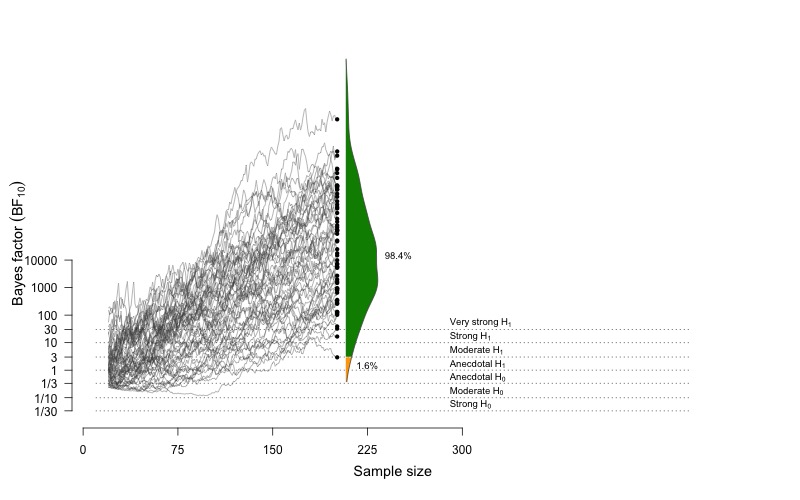 Bayes factor (BF10)
10000
1000
100
30
10
3
1
1/3
1/10
1/30
98.4%
1.6%
Very strong H1
Strong H1
Moderate H1
Anecdotal H1
Anecdotal H0
Moderate H0
Strong H0
0 75 150 225 300
Sample size